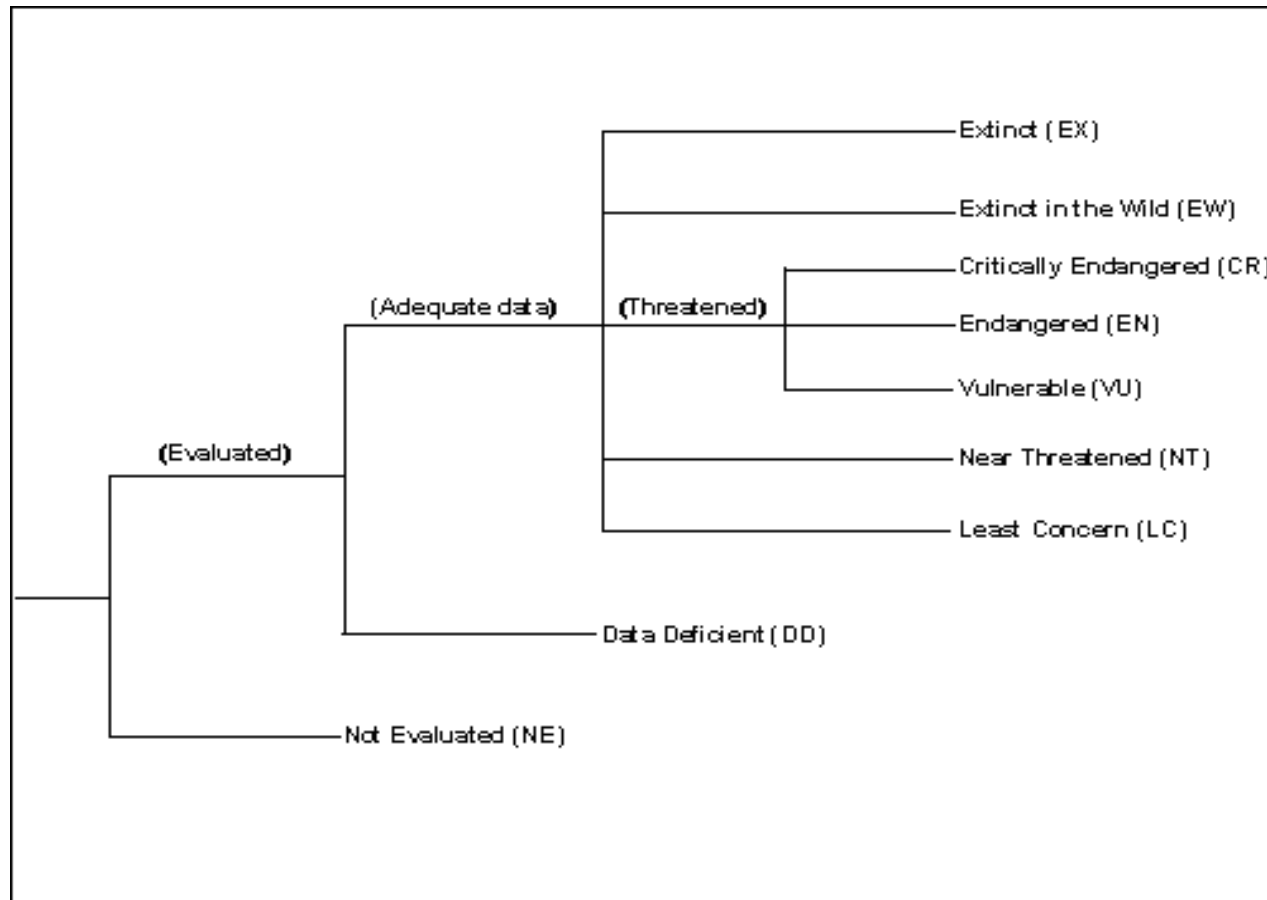 Extinct (EX)
Extinct in the Wild (EW)
Critically Endangered (CR)
(Adequate data)
(Threatened)
Endangered (EN)
Vulnerable (VU)
(Evaluated)
Near Threatened (NT)
Least Concern (LC)
Data Deficient (DD)
Not Evaluated (NE)